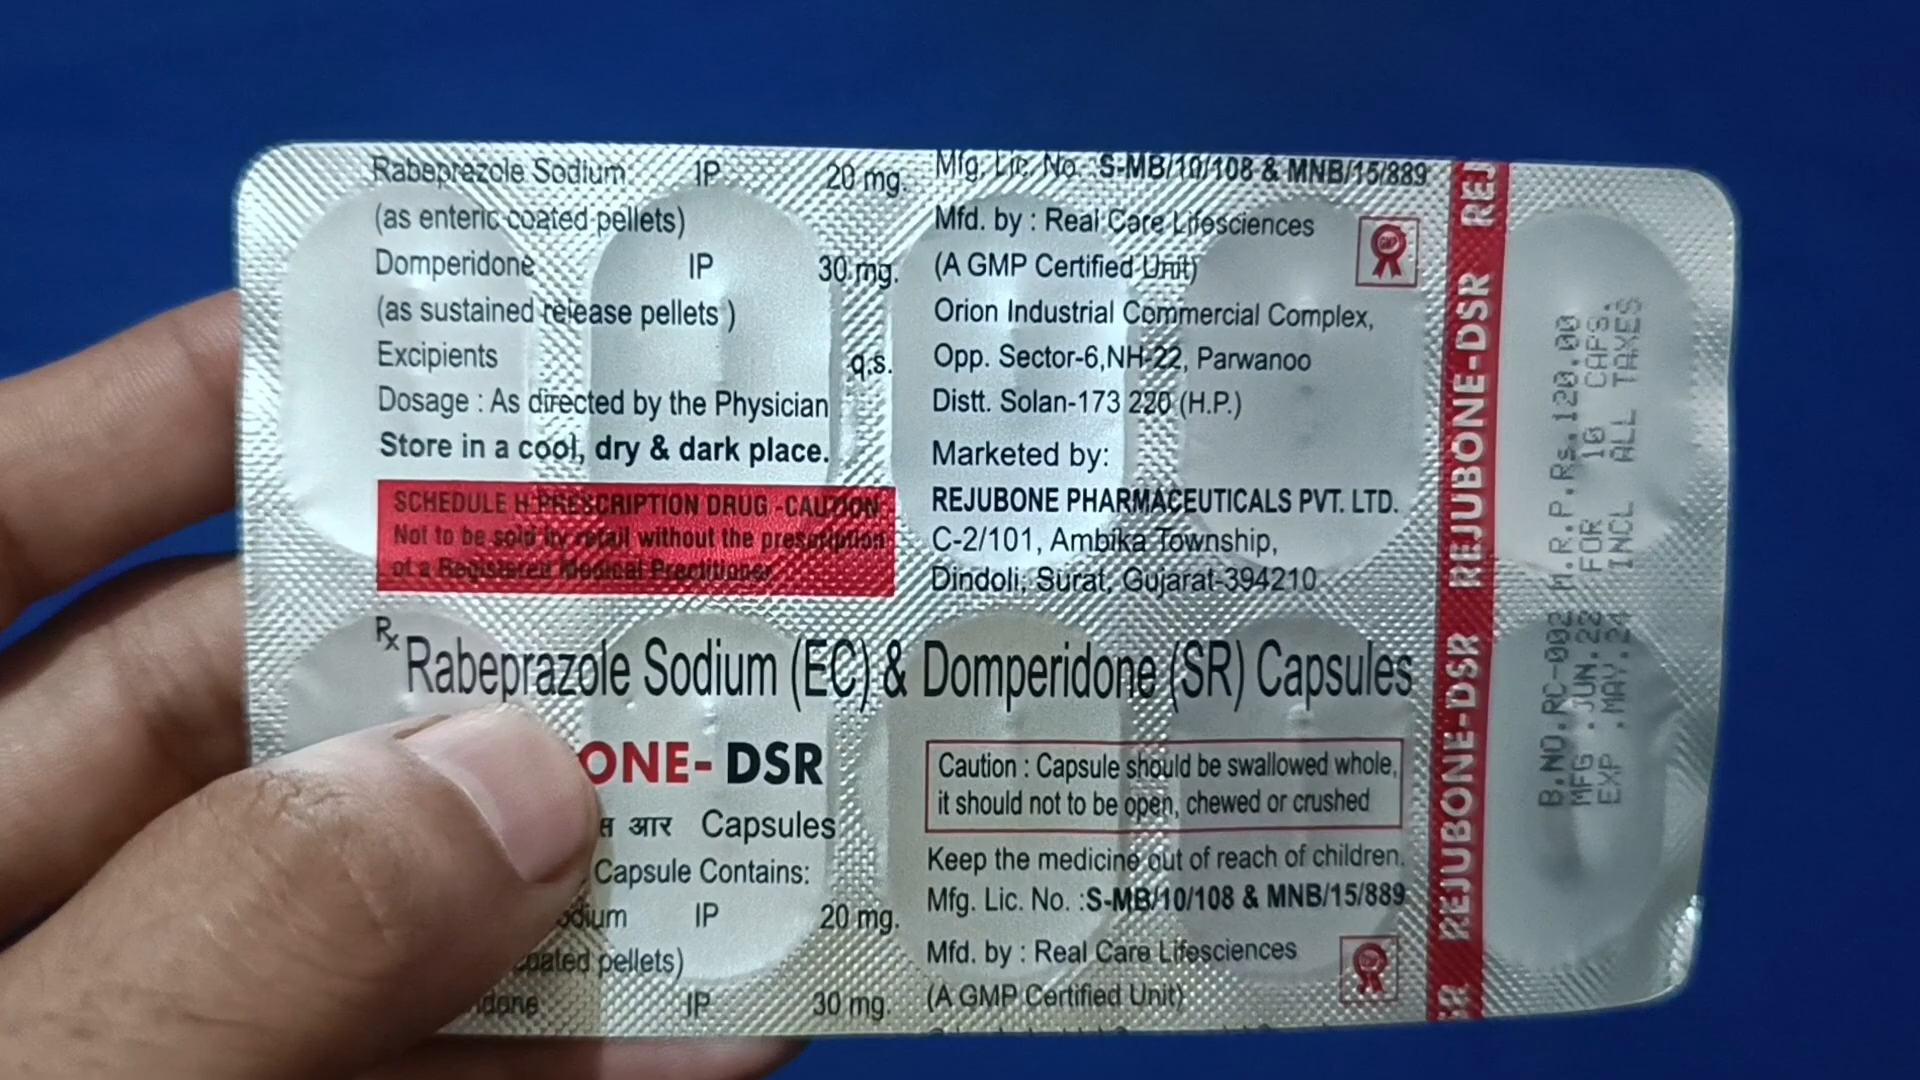 Rabeprazole Sodium IP 20 mg.
(as enteric coated pellets)
Domperidone IP 30 mg.
(as sustained release pellets )
Excipients q.s.
Dosage : As directed by the Physician
Store in a cool, dry & dark place.
SCHEDULE H PRESCRIPTION DRUG -CAUTION
Not to be sold by retail without the prescription
of a Registered Medical Prectitioner
Mfg. Lic. No. :S-MB/10/108 & MNB/15/889
Mfd. by : Real Care Lifesciences
(A GMP Certified Unit)
GMP
Orion Industrial Commercial Complex,
Opp. Sector-6,NH-22, Parwanoo
Distt. Solan-173 220 (H.P.)
Marketed by:
REJUBONE PHARMACEUTICALS PVT. LTD.
C-2/101, Ambika Township,
Dindoli, Surat, Gujarat-394210
Rx Rabeprazole Sodium (EC) & Domperidone (SR) Capsules
ONE- DSR
स आर Capsules
Capsule Contains:
odium IP 20 mg.
coated pellets)
idone IP 30 mg.
Caution : Capsule should be swallowed whole,
it should not to be open, chewed or crushed
Keep the medicine out of reach of children.
Mfg. Lic. No. :S-MB/10/108 & MNB/15/889
Mfd. by : Real Care Lifesciences
(A GMP Certified Unit)
REJUBONE-DSR REJUBONE-DSR REJ
B.NO.RC-002 M.R.P.Rs.120.00
MFG .JUN.22 FOR 10 CAPS.
EXP .MAY.24 INCL ALL TAXES